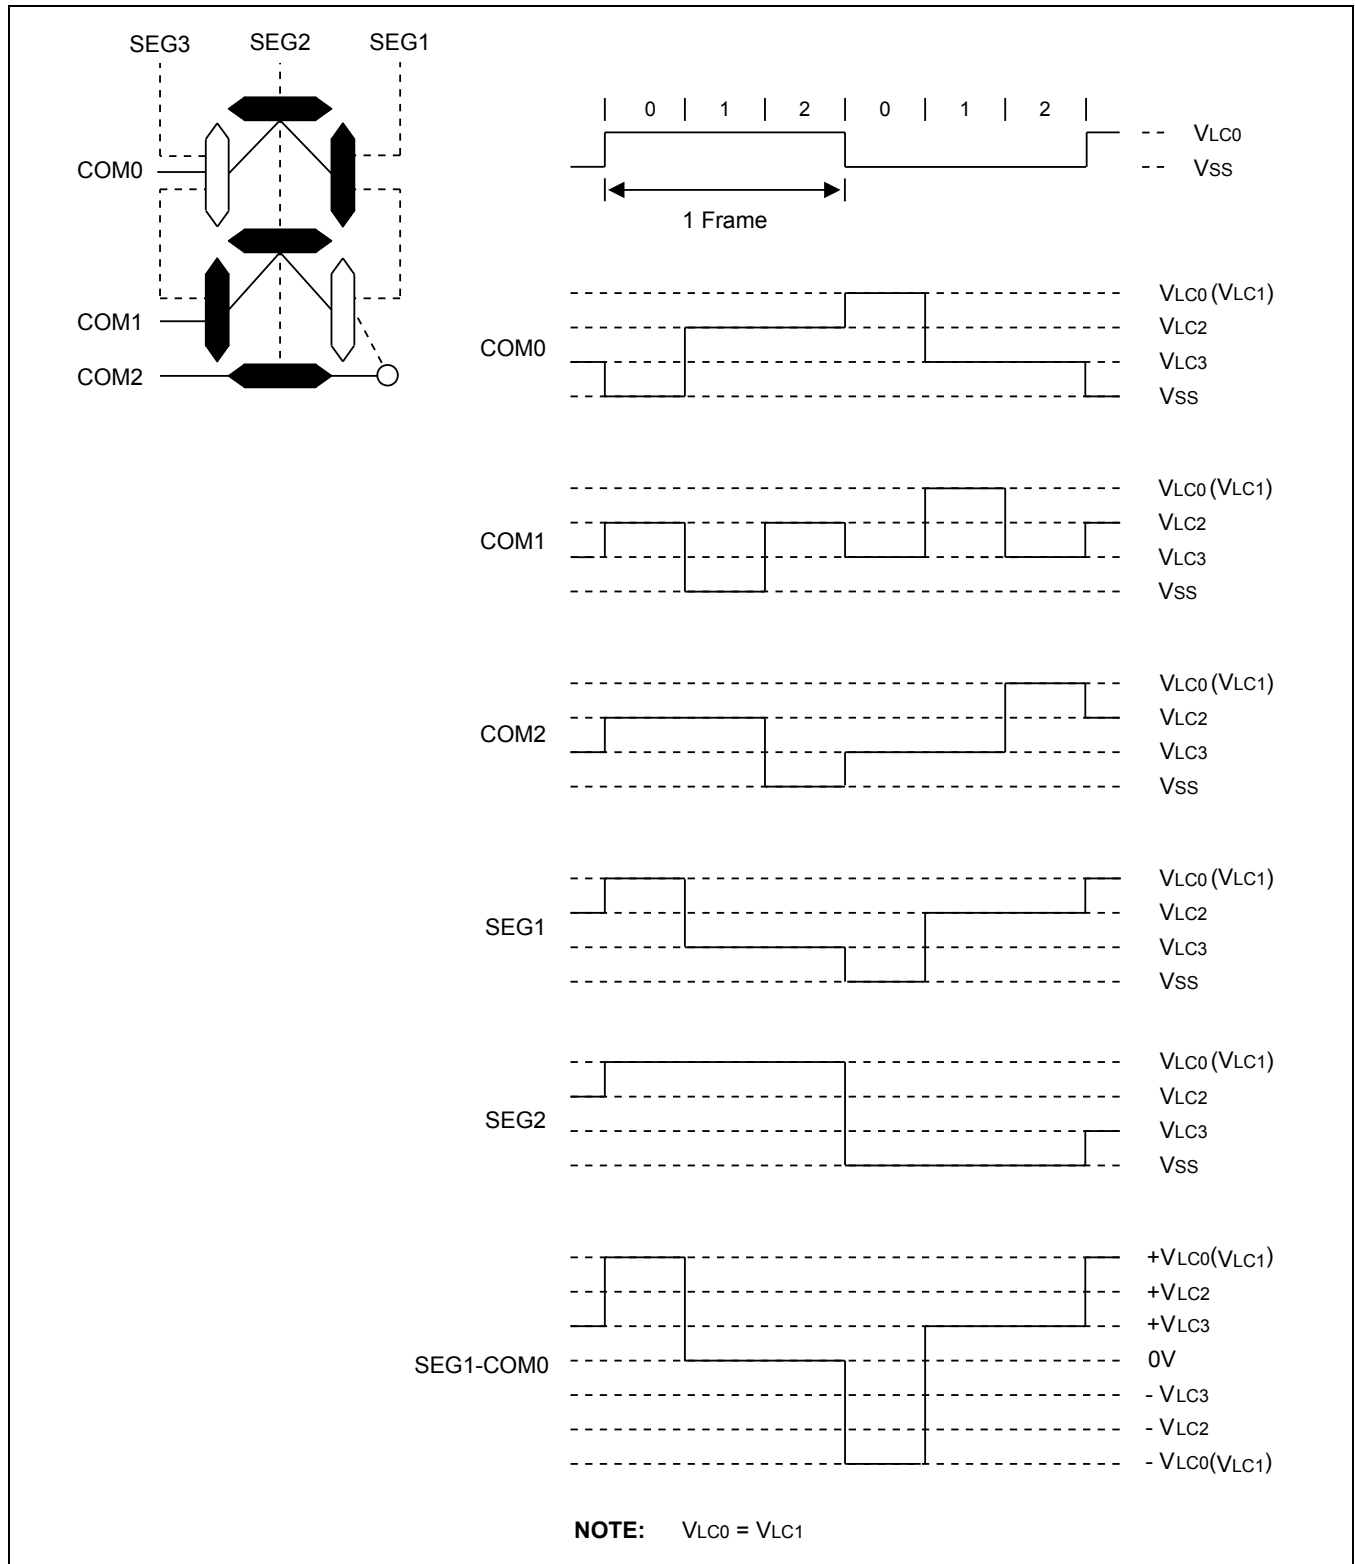 SEG3 SEG2 SEG1
0 1 2 0 1 2
VLC0
VSS
1 Frame
COM0
COM1
COM2
COM0
VLC0 (VLC1)
VLC2
VLC3
VSS
COM1
VLC0 (VLC1)
VLC2
VLC3
VSS
COM2
VLC0 (VLC1)
VLC2
VLC3
VSS
SEG1
VLC0 (VLC1)
VLC2
VLC3
VSS
SEG2
VLC0 (VLC1)
VLC2
VLC3
VSS
SEG1-COM0
+VLC0(VLC1)
+VLC2
+VLC3
0V
- VLC3
- VLC2
- VLC0(VLC1)
NOTE: VLC0 = VLC1